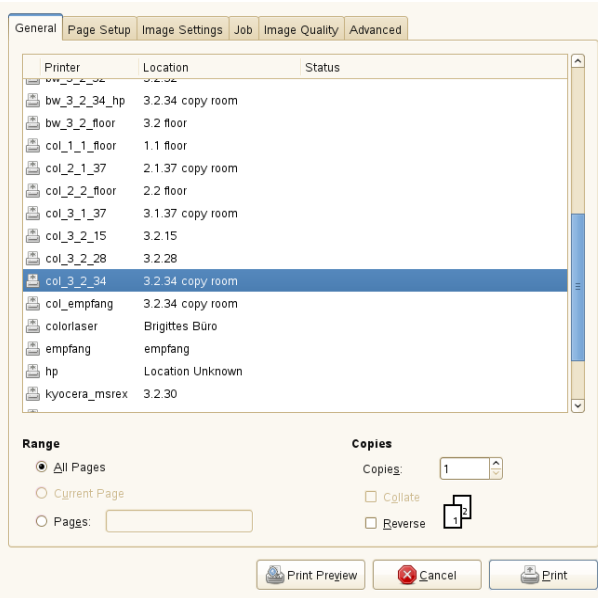 General Page Setup Image Settings Job Image Quality Advanced
Printer Location Status
bw_3_2_34_hp 3.2.34 copy room
bw_3_2_floor 3.2 floor
col_1_1_floor 1.1 floor
col_2_1_37 2.1.37 copy room
col_2_2_floor 2.2 floor
col_3_1_37 3.1.37 copy room
col_3_2_15 3.2.15
col_3_2_28 3.2.28
col_3_2_34 3.2.34 copy room
col_empfang 3.2.34 copy room
colorlaser Brigittes Büro
empfang empfang
hp Location Unknown
kyocera_msrex 3.2.30
Range Copies
All Pages Copies: 1
Current Page Collate
Pages: Reverse
1 2
Print Preview Cancel Print